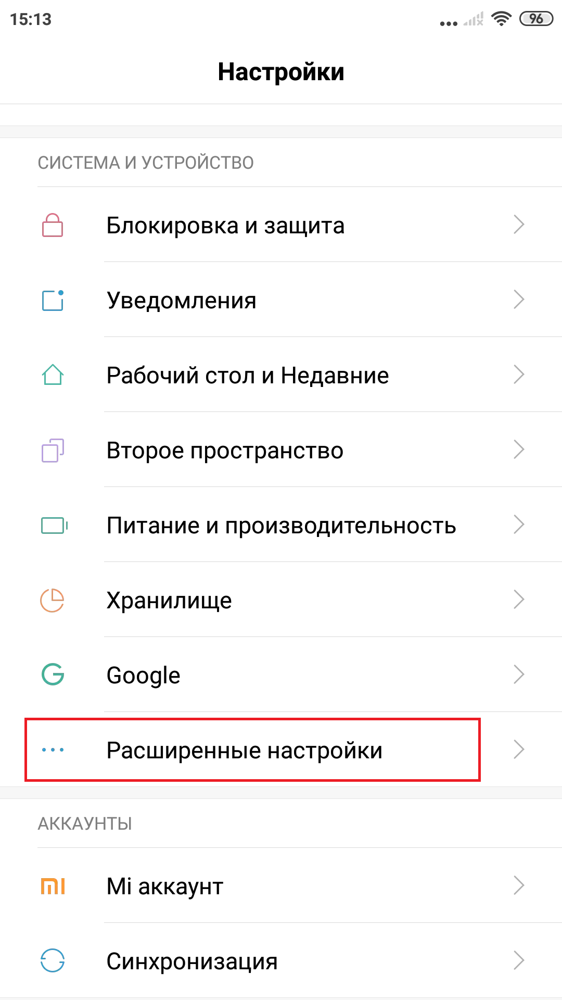 15:13
96
Настройки
СИСТЕМА И УСТРОЙСТВО
Блокировка и защита
Уведомления
Рабочий стол и Недавние
Второе пространство
Питание и производительность
Хранилище
Google
Расширенные настройки
АККАУНТЫ
Mi аккаунт
Синхронизация